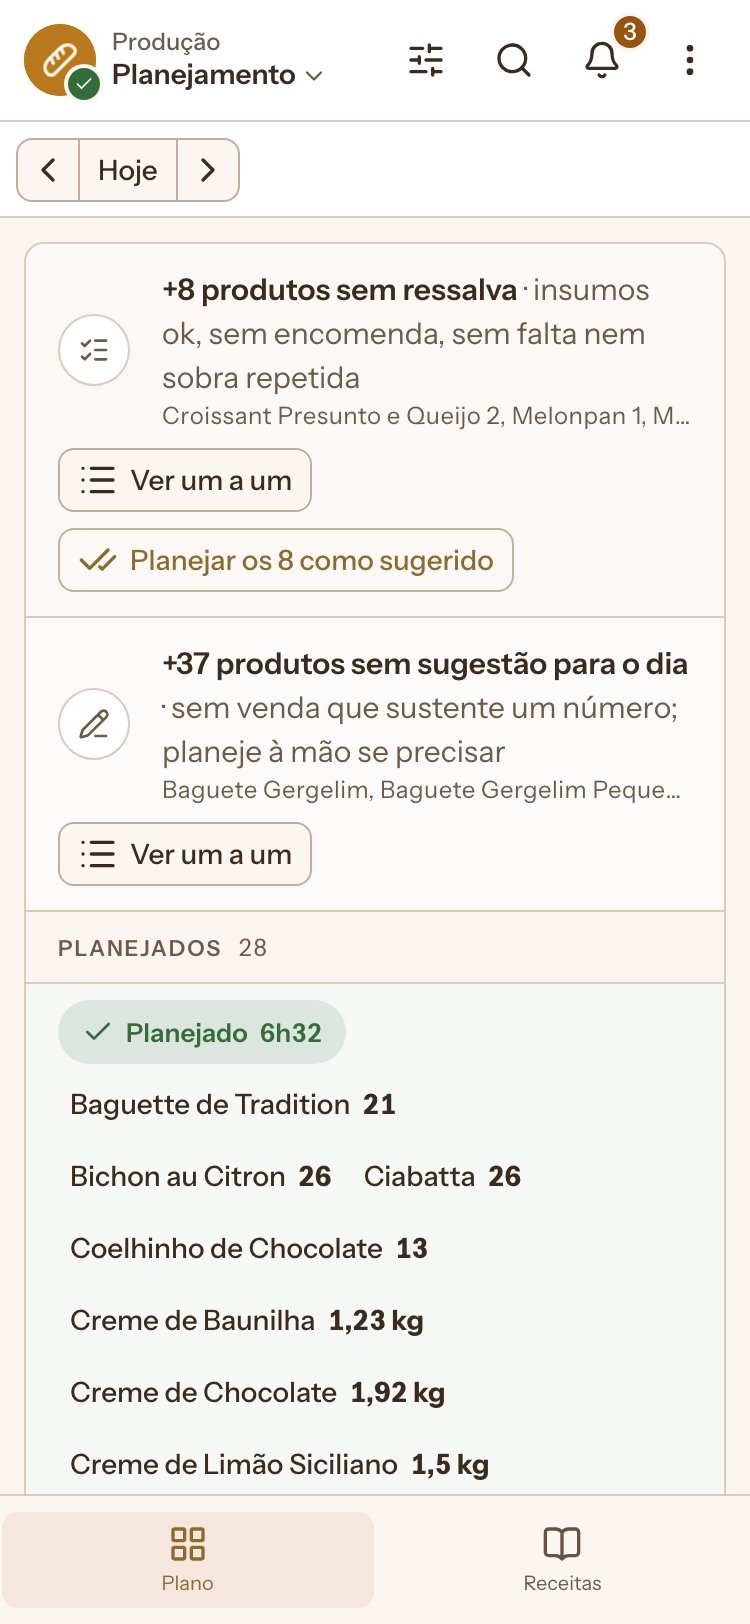 Produção
Planejamento
3
Hoje
+8 produtos sem ressalva · insumos
ok, sem encomenda, sem falta nem
sobra repetida
Croissant Presunto e Queijo 2, Melonpan 1, M...
Ver um a um
Planejar os 8 como sugerido
+37 produtos sem sugestão para o dia
· sem venda que sustente um número;
planeje à mão se precisar
Baguete Gergelim, Baguete Gergelim Peque...
Ver um a um
PLANEJADOS 28
Planejado 6h32
Baguette de Tradition 21
Bichon au Citron 26 Ciabatta 26
Coelhinho de Chocolate 13
Creme de Baunilha 1,23 kg
Creme de Chocolate 1,92 kg
Creme de Limão Siciliano 1,5 kg
Plano
Receitas